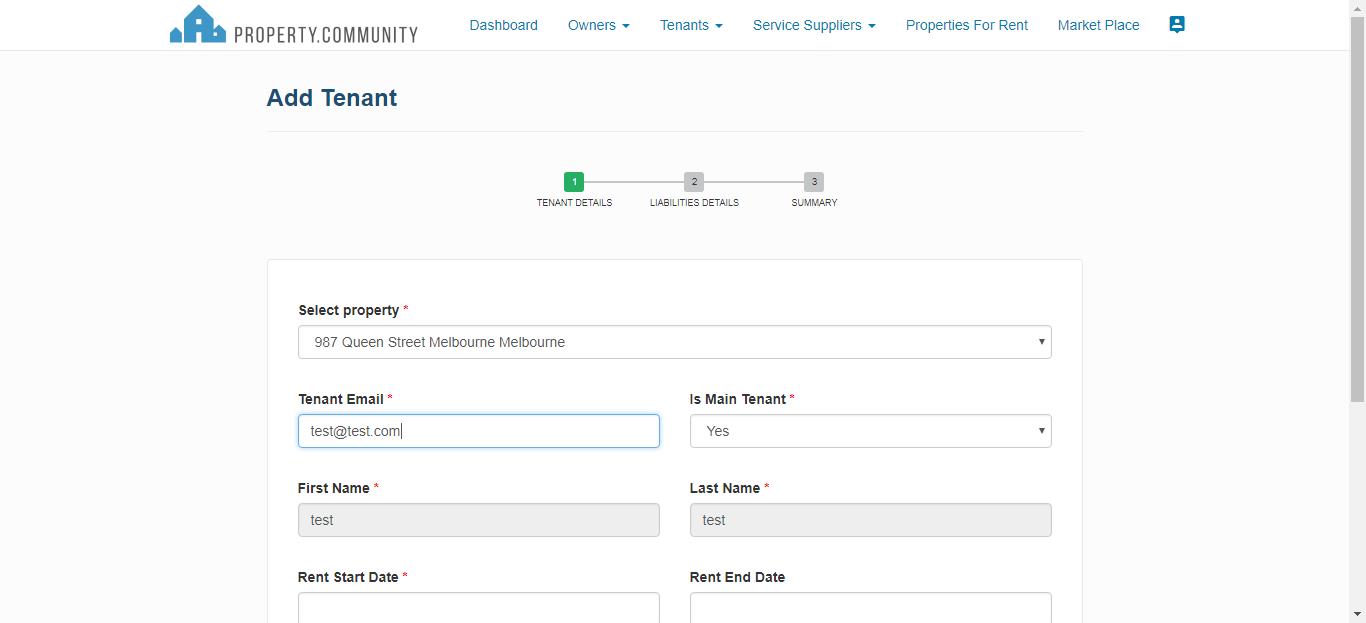 PROPERTY.COMMUNITY Dashboard Owners Tenants Service Suppliers Properties For Rent Market Place
Add Tenant
1 2 3
TENANT DETAILS LIABILITIES DETAILS SUMMARY
Select property *
987 Queen Street Melbourne Melbourne
Tenant Email * Is Main Tenant *
test@test.com Yes
First Name * Last Name *
test test
Rent Start Date * Rent End Date